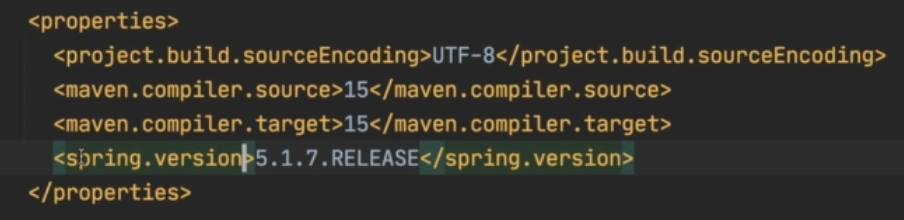 <properties>
<project.build.sourceEncoding>UTF-8</project.build.sourceEncoding>
<maven.compiler.source>15</maven.compiler.source>
<maven.compiler.target>15</maven.compiler.target>
<spring.version>5.1.7.RELEASE</spring.version>
</properties>